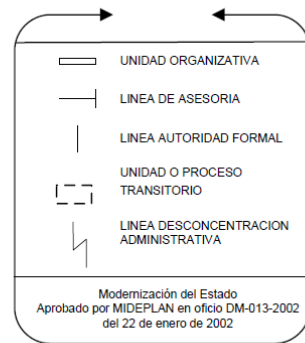 UNIDAD ORGANIZATIVA
LINEA DE ASESORIA
LINEA AUTORIDAD FORMAL
UNIDAD O PROCESO
TRANSITORIO
LINEA DESCONCENTRACION
ADMINISTRATIVA
Modernización del Estado
Aprobado por MIDEPLAN en oficio DM-013-2002
del 22 de enero de 2002